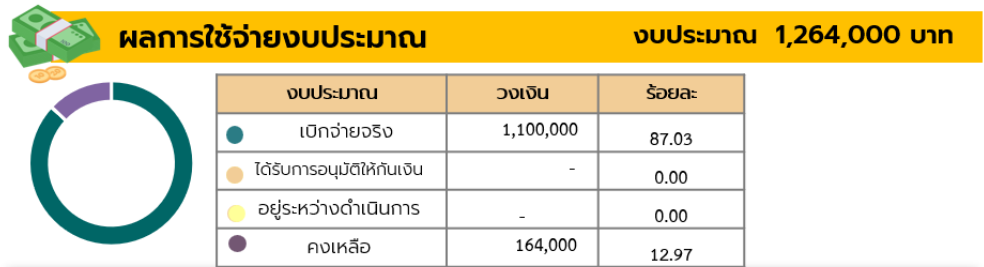 ผลการใช้จ่ายงบประมาณ งบประมาณ 1,264,000 บาท
งบประมาณ วงเงิน ร้อยละ
เบิกจ่ายจริง 1,100,000 87.03
ได้รับการอนุมัติให้กันเงิน - 0.00
อยู่ระหว่างดำเนินการ - 0.00
คงเหลือ 164,000 12.97